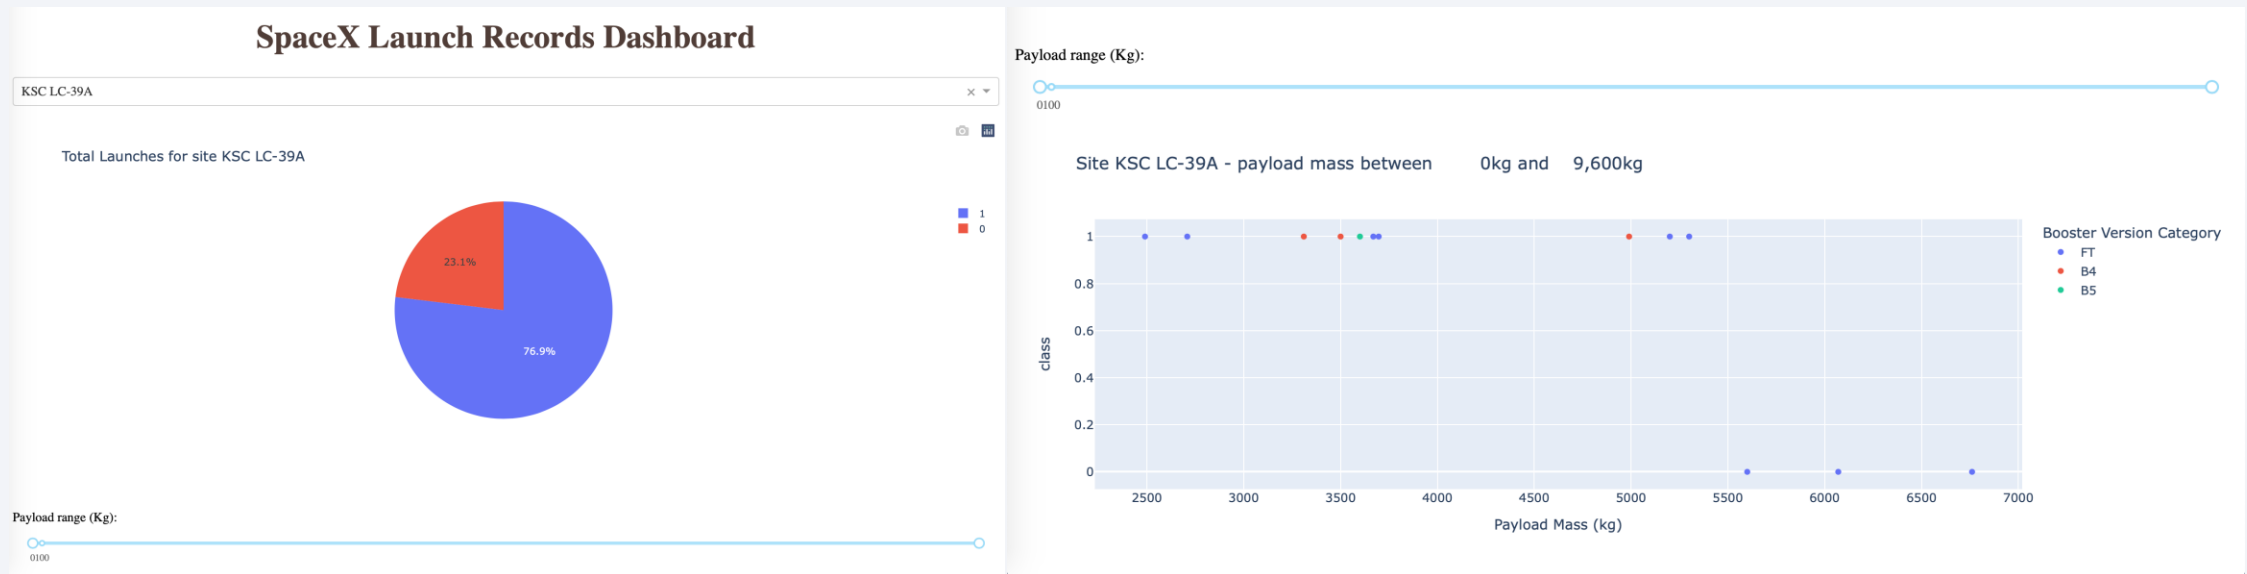 SpaceX Launch Records Dashboard
KSC LC-39A
Total Launches for site KSC LC-39A
1
0
23.1%
76.9%
Payload range (Kg):
0100
Payload range (Kg):
0100
Site KSC LC-39A - payload mass between 0kg and 9,600kg
Booster Version Category
FT
B4
B5
1
0.8
0.6
0.4
0.2
0
class
2500 3000 3500 4000 4500 5000 5500 6000 6500 7000
Payload Mass (kg)